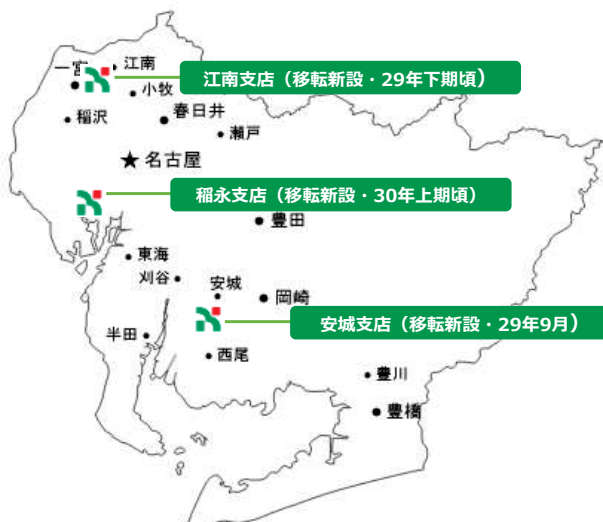 一宮
江南
江南支店（移転新設・29年下期頃）
小牧
稲沢
春日井
瀬戸
★ 名古屋
稲永支店（移転新設・30年上期頃）
豊田
東海
刈谷
安城
岡崎
安城支店（移転新設・29年9月）
半田
西尾
豊川
豊橋